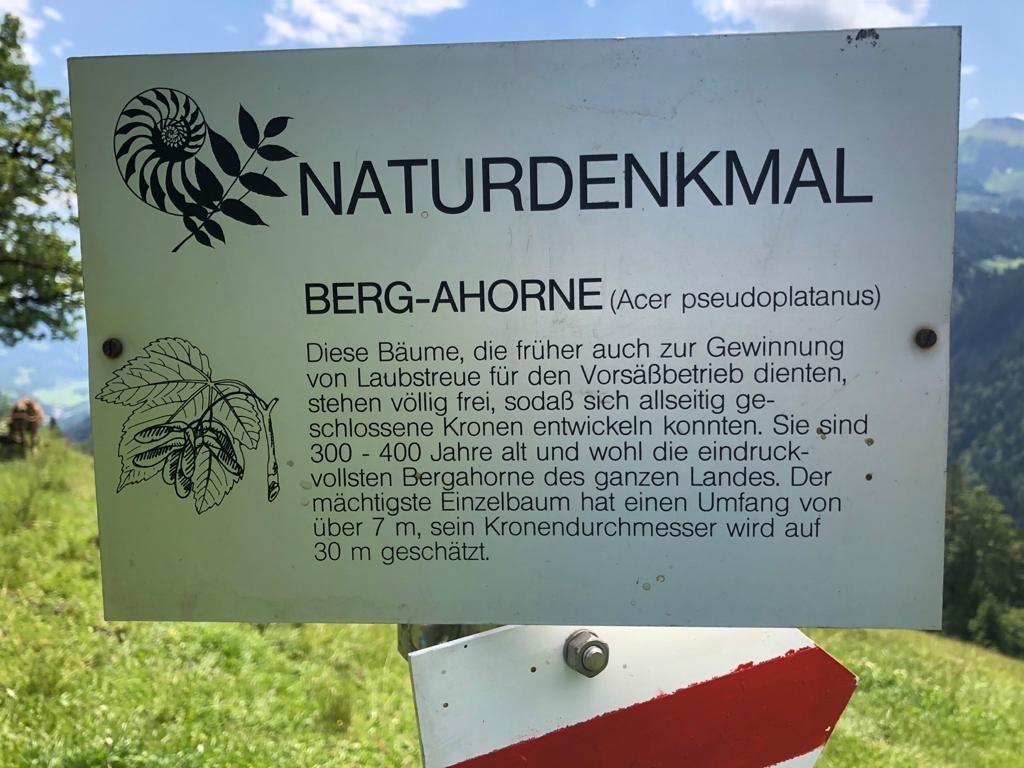 NATURDENKMAL
BERG-AHORNE (Acer pseudoplatanus)
Diese Bäume, die früher auch zur Gewinnung
von Laubstreue für den Vorsäßbetrieb dienten,
stehen völlig frei, sodaß sich allseitig ge-
schlossene Kronen entwickeln konnten. Sie sind
300 - 400 Jahre alt und wohl die eindruck-
vollsten Bergahorne des ganzen Landes. Der
mächtigste Einzelbaum hat einen Umfang von
über 7 m, sein Kronendurchmesser wird auf
30 m geschätzt.